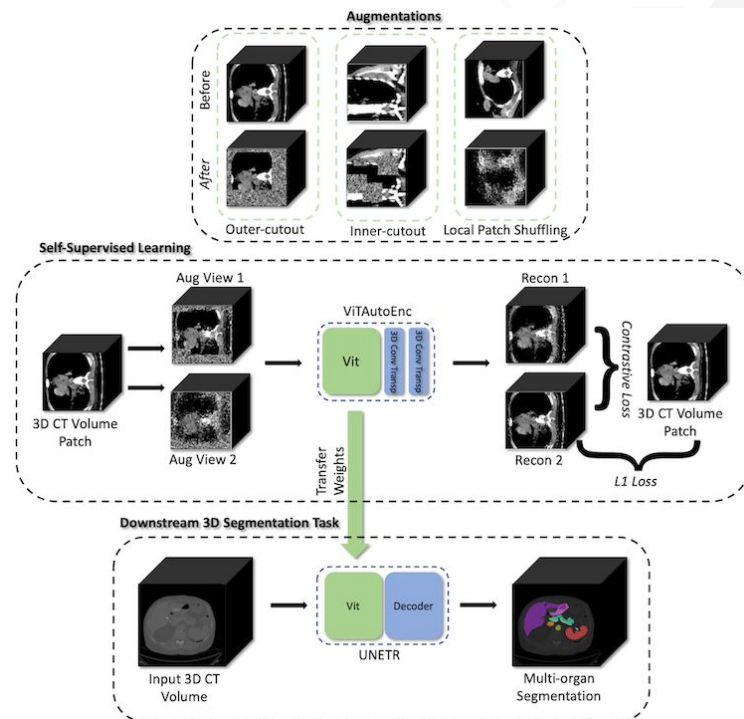 Augmentations
Before
After
Outer-cutout
Inner-cutout
Local Patch Shuffling
Self-Supervised Learning
Aug View 1
ViTAutoEnc
Recon 1
Vit
3D Conv Transp
3D Conv Transp
Contrastive Loss
3D CT Volume
Patch
Aug View 2
Recon 2
3D CT Volume
Patch
L1 Loss
Transfer
Weights
Downstream 3D Segmentation Task
Vit
Decoder
UNETR
Input 3D CT
Volume
Multi-organ
Segmentation